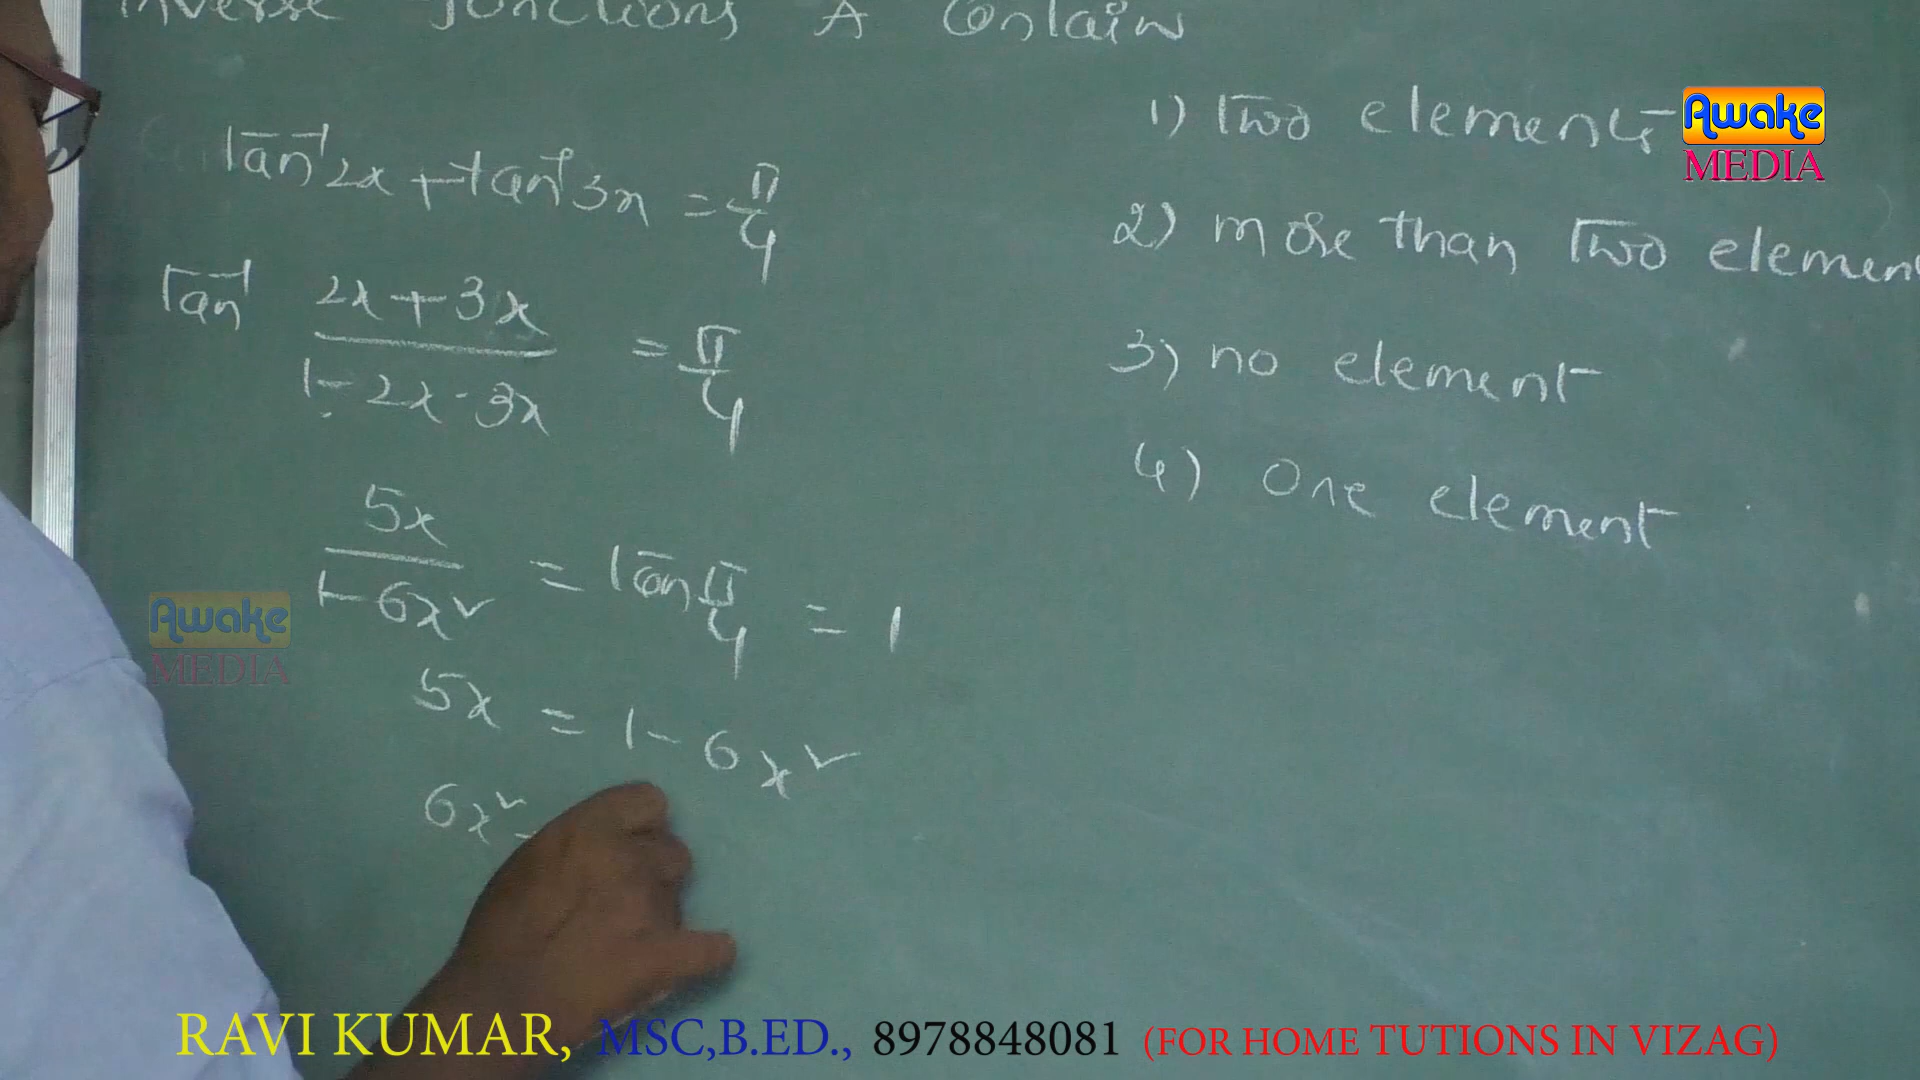 inverse functions A Contain
tan⁻¹2x + tan⁻¹3x = π/4
tan⁻¹ (2x + 3x)/(1 - 2x · 3x) = π/4
5x/(1 - 6x²) = tan π/4 = 1
5x = 1 - 6x²
6x²
1) Two elements
2) more than Two element
3) no element
4) One element
Awake
MEDIA
Awake
MEDIA
RAVI KUMAR, MSC,B.ED., 8978848081 (FOR HOME TUTIONS IN VIZAG)